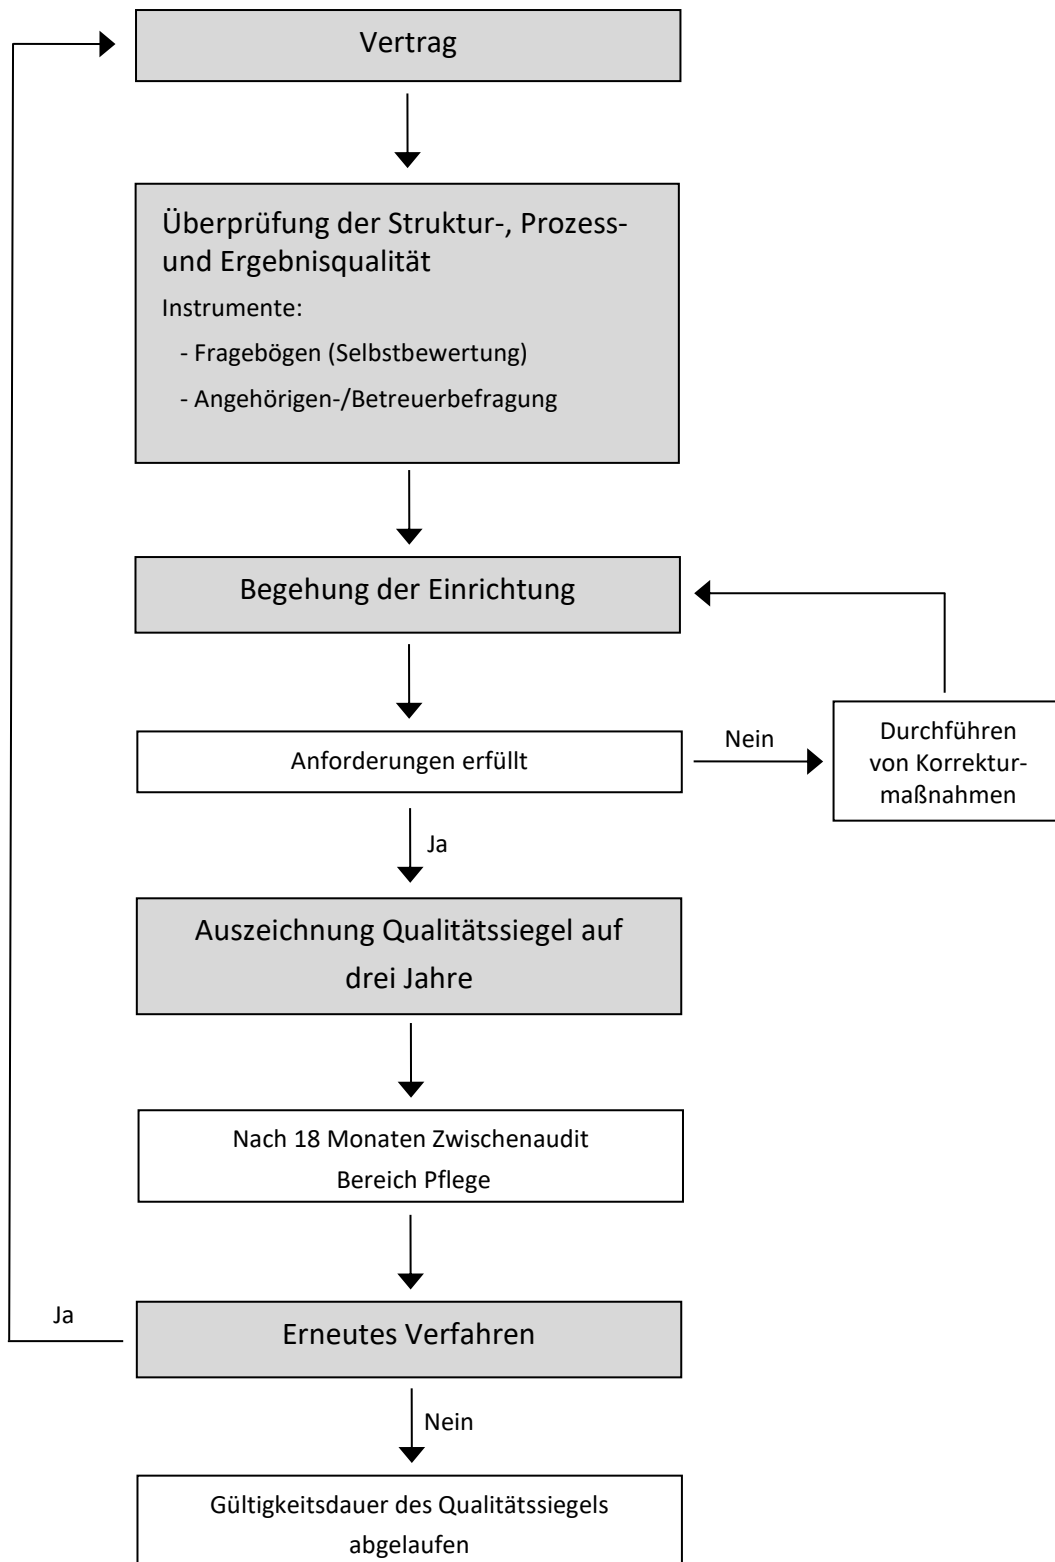 Vertrag
Überprüfung der Struktur-, Prozess-
und Ergebnisqualität
Instrumente:
- Fragebögen (Selbstbewertung)
- Angehörigen-/Betreuerbefragung
Begehung der Einrichtung
Anforderungen erfüllt
Nein
Durchführen
von Korrektur-
maßnahmen
Ja
Auszeichnung Qualitätssiegel auf
drei Jahre
Nach 18 Monaten Zwischenaudit
Bereich Pflege
Ja
Erneutes Verfahren
Nein
Gültigkeitsdauer des Qualitätssiegels
abgelaufen